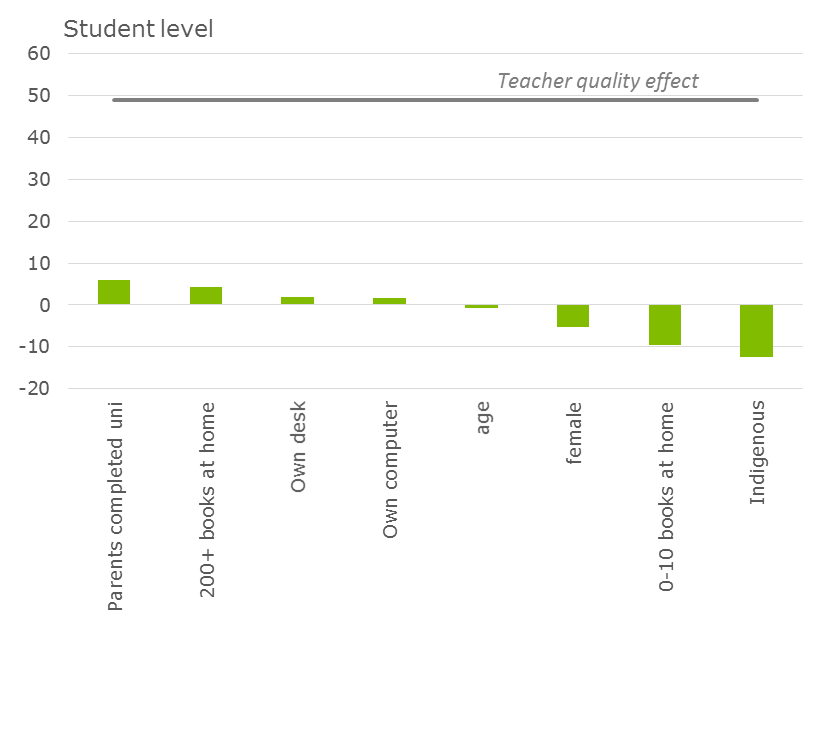 Student level
60
Teacher quality effect
50
40
30
20
10
0
-10
-20
Parents completed uni
200+ books at home
Own desk
Own computer
age
female
0-10 books at home
Indigenous